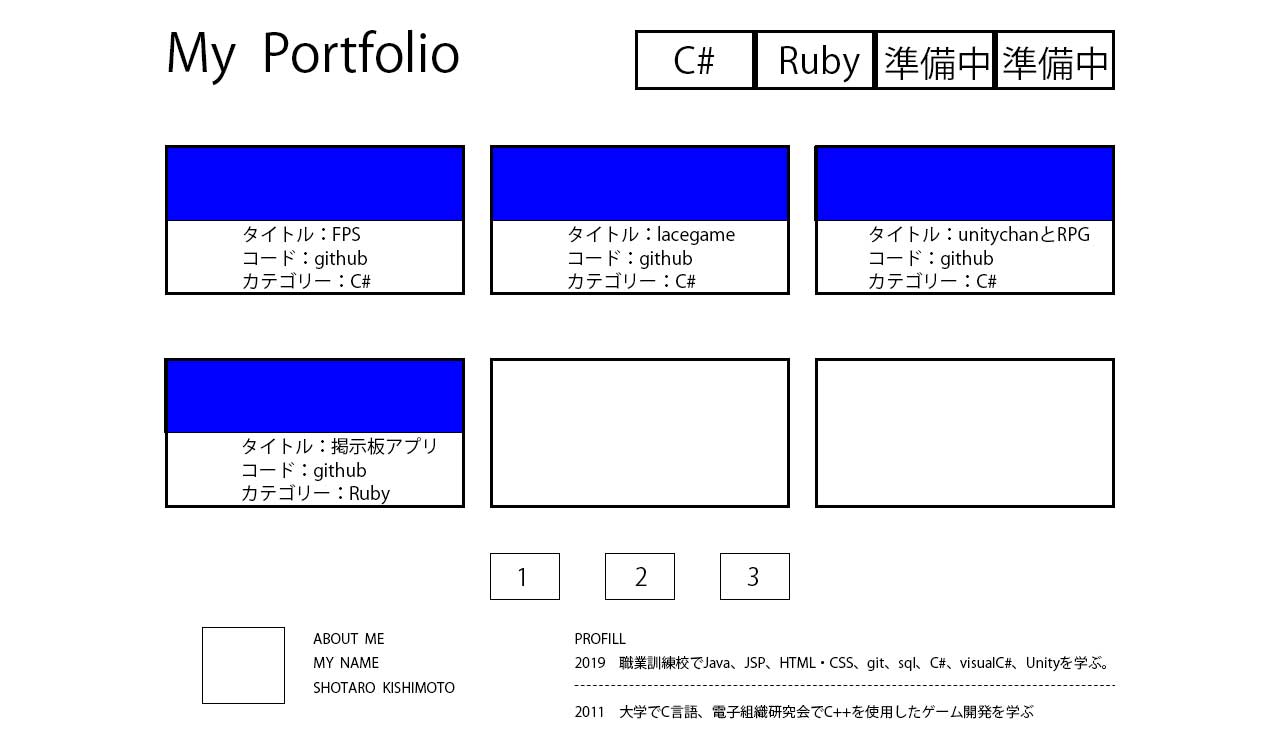 My Portfolio
C#
Ruby
準備中
準備中
タイトル：FPS
コード：github
カテゴリー：C#
タイトル：lacegame
コード：github
カテゴリー：C#
タイトル：unitychanとRPG
コード：github
カテゴリー：C#
タイトル：掲示板アプリ
コード：github
カテゴリー：Ruby
1
2
3
ABOUT ME
MY NAME
SHOTARO KISHIMOTO
PROFILL
2019　職業訓練校でJava、JSP、HTML・CSS、git、sql、C#、visualC#、Unityを学ぶ。
2011　大学でC言語、電子組織研究会でC++を使用したゲーム開発を学ぶ